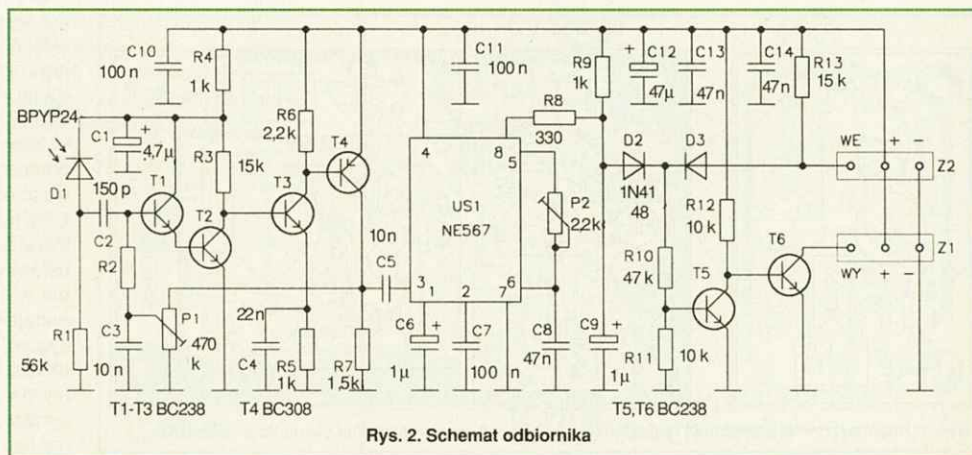 C10
100 n
R4
1k
R6
2,2k
T4
C11
100 n
R9
1k
R8
330
+
C12
47µ
C13
47n
C14
47n
R13
15 k
BPYP24
C1
+
4,7µ
D1
150 p
T1
R3
15k
T2
T3
C2
R2
10n
C5
4
8
5
US1
NE567
3
1
2
6
7
P2
22k
D2
1N41
48
D3
R12
10 k
R10
47 k
T5
T6
WE
+
−
Z2
Z1
WY
+
−
R1
56k
C3
10 n
P1
470
k
22n
C4
R5
1k
R7
1,5k
C6
1µ
C7
100 n
C8
47n
C9
+
1µ
R11
10 k
T1-T3 BC238
T4 BC308
T5,T6 BC238
Rys. 2. Schemat odbiornika